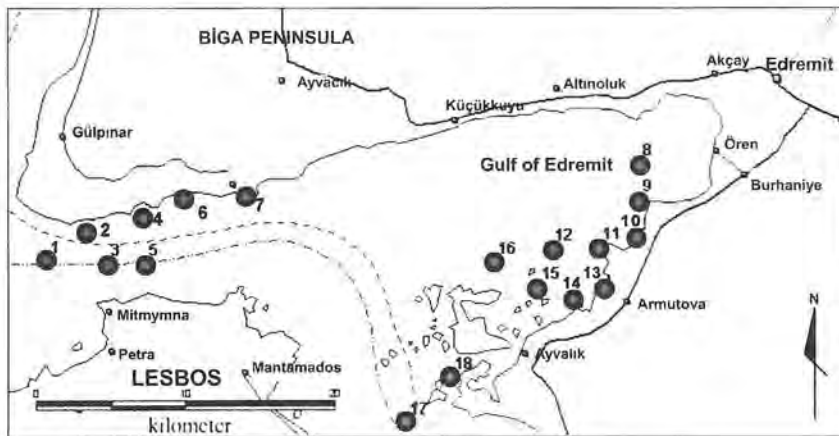 BİGA PENINSULA
Akçay
Edremit
Ayvacık
Altınoluk
Küçükkuyu
Gülpınar
Ören
Gulf of Edremit
8
Burhaniye
7
6
9
4
2
10
11
12
1
3
5
16
15
13
14
Armutova
N
Mitmymna
Petra
Ayvalık
Mantamados
18
LESBOS
17
kilometer